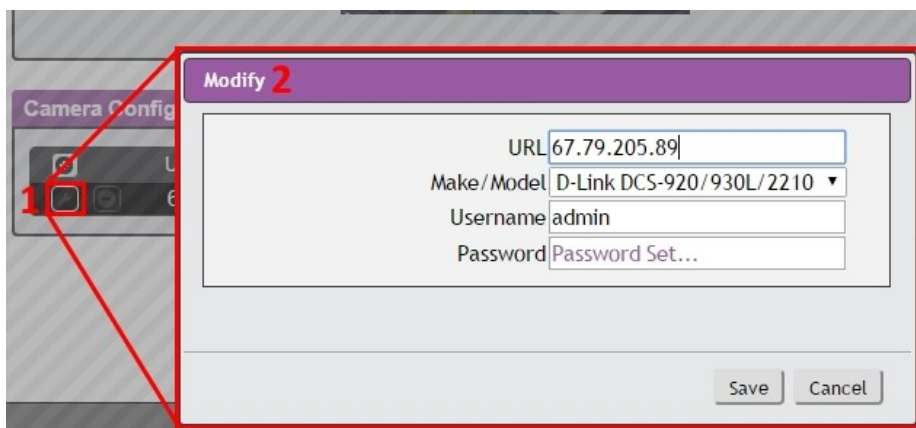 Modify 2
Camera Config
URL 67.79.205.89
Make/Model D-Link DCS-920/930L/2210
U
Username admin
1
6
Password Password Set...
Save Cancel